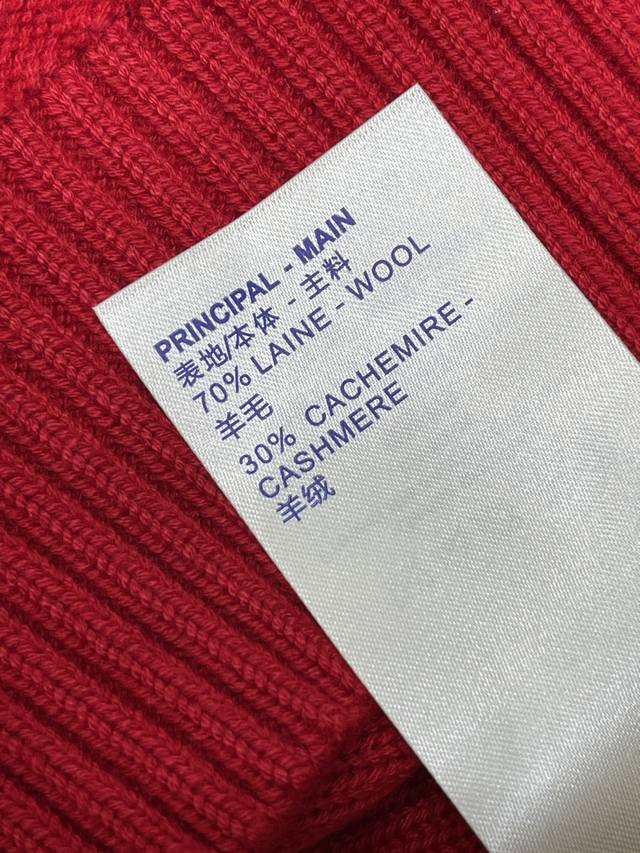 PRINCIPAL - MAIN
表地/本体 - 主料
70% LAINE - WOOL
羊毛
30% CACHEMIRE -
CASHMERE
羊绒